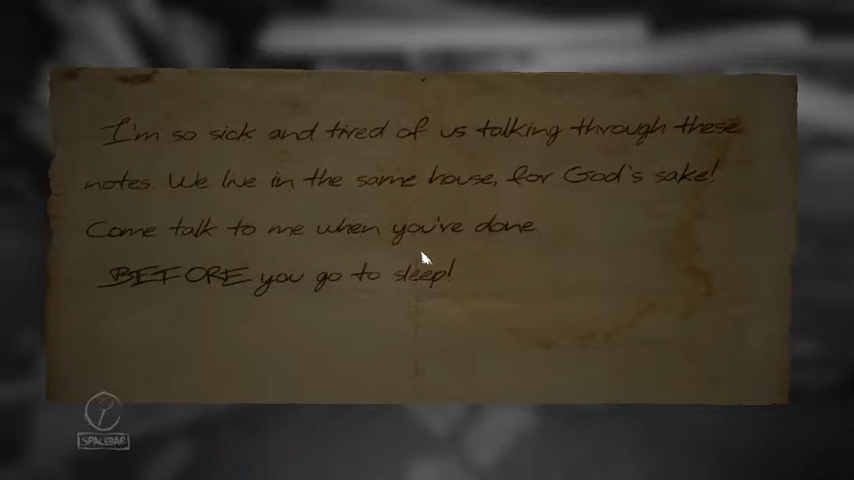 I'm so sick and tired of us talking through these
notes. We live in the same house, for God's sake!
Come talk to me when you're done
BEFORE you go to sleep!
SPACEBAR